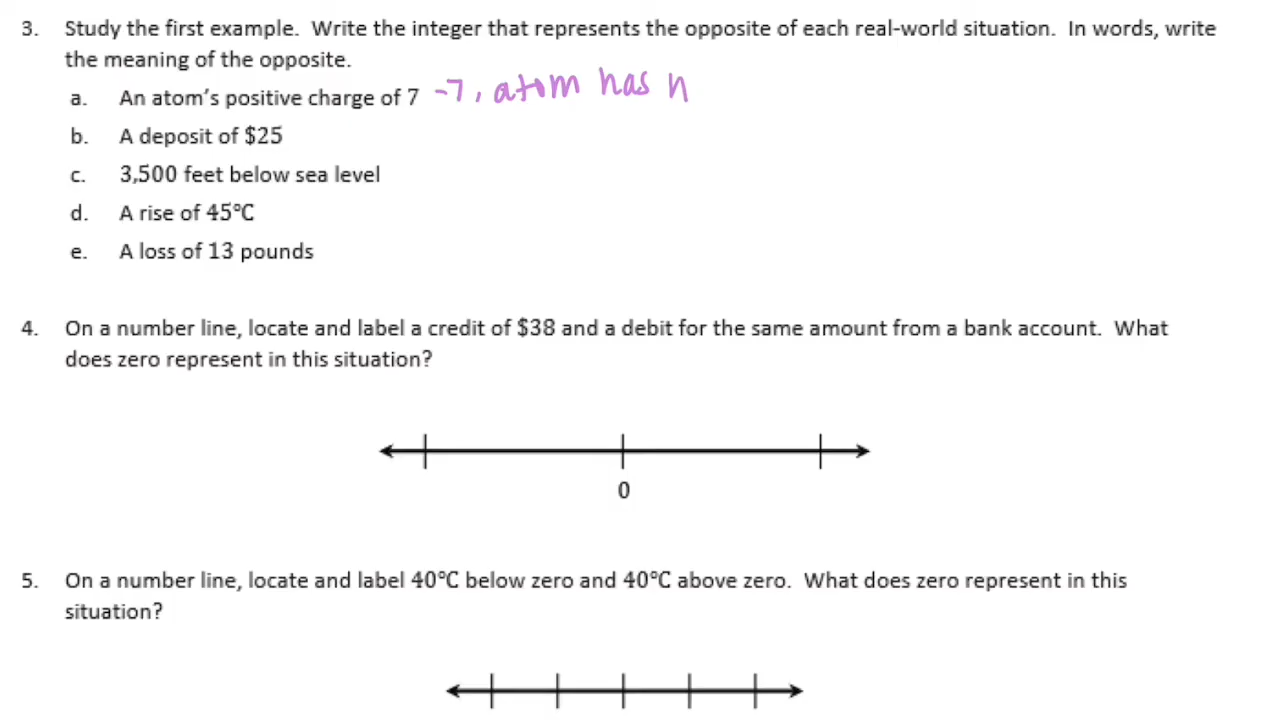 3. Study the first example. Write the integer that represents the opposite of each real-world situation. In words, write
the meaning of the opposite.
a. An atom's positive charge of 7 -7, atom has n
b. A deposit of $25
c. 3,500 feet below sea level
d. A rise of 45°C
e. A loss of 13 pounds
4. On a number line, locate and label a credit of $38 and a debit for the same amount from a bank account. What
does zero represent in this situation?
0
5. On a number line, locate and label 40°C below zero and 40°C above zero. What does zero represent in this
situation?